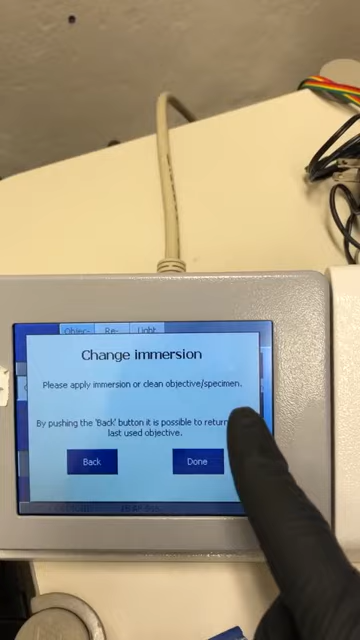 Objec- Re- Light
Change immersion
Please apply immersion or clean objective/specimen.
By pushing the 'Back' button it is possible to return
last used objective.
Back Done